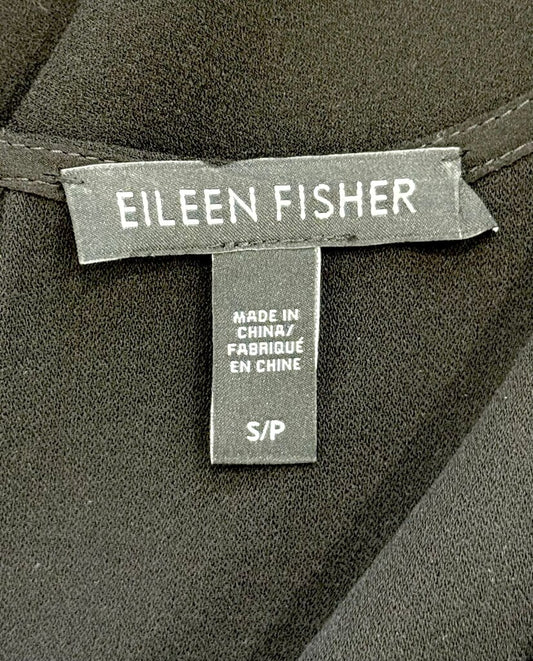 EILEEN FISHER
MADE IN
CHINA/
FABRIQUÉ
EN CHINE
S/P